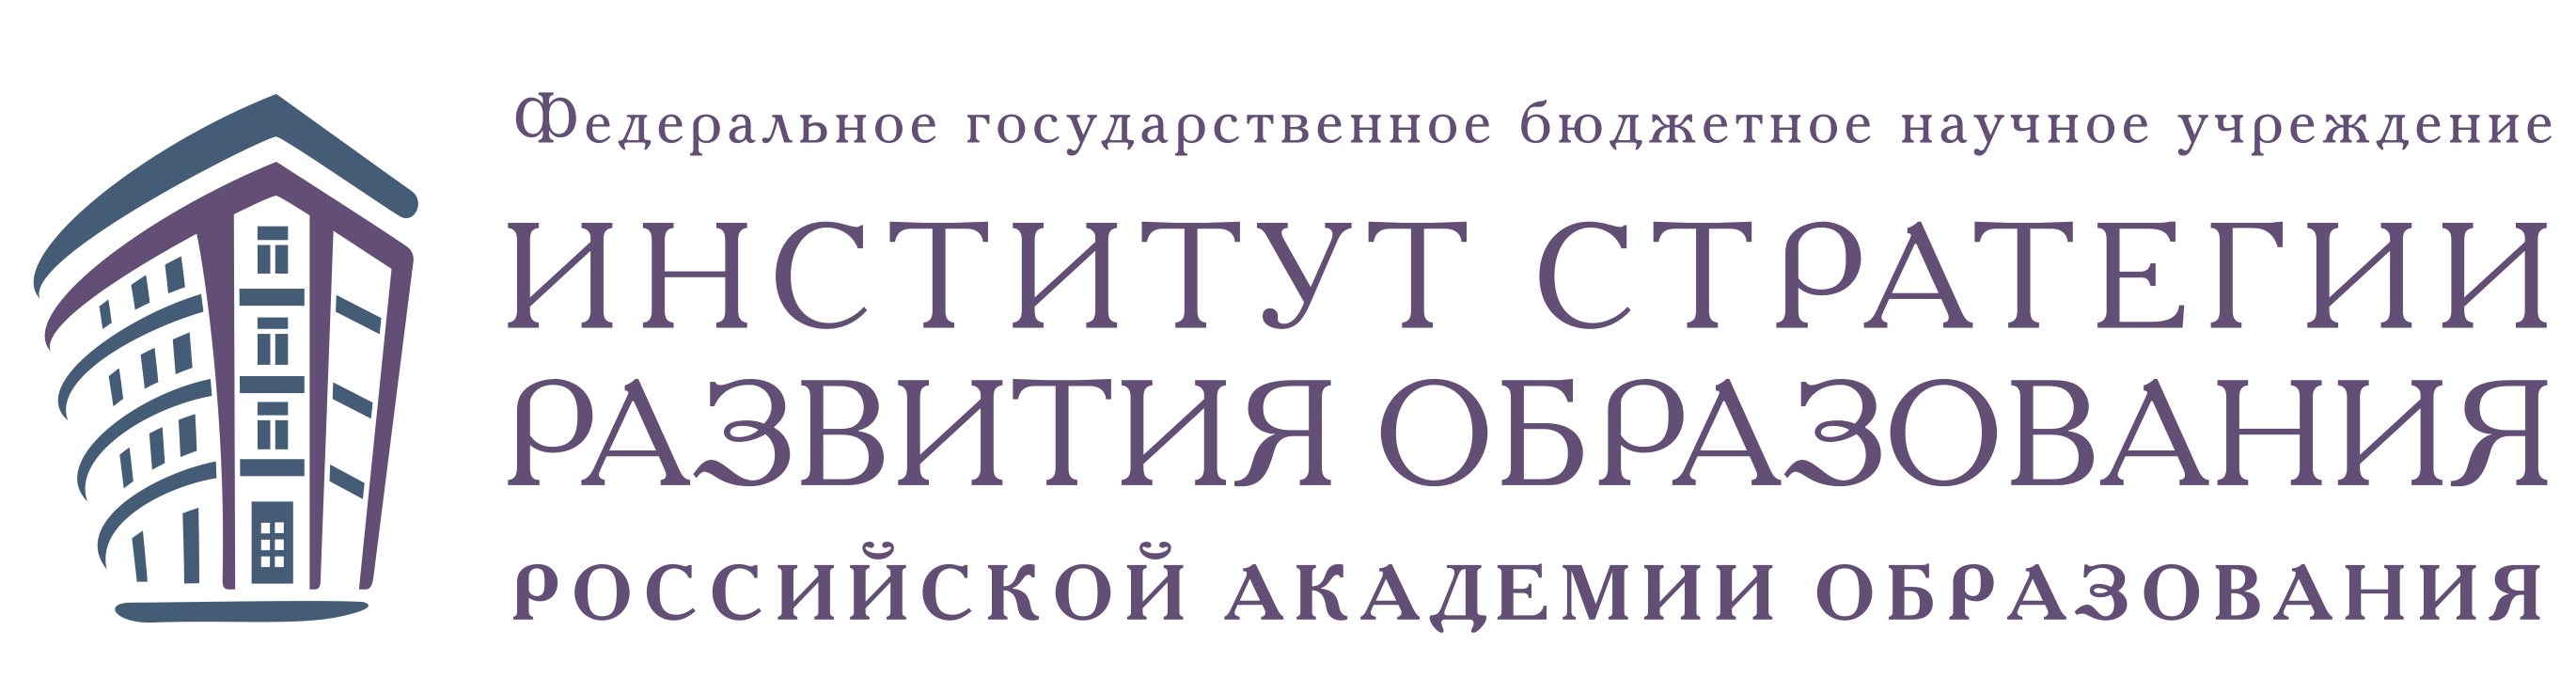 Федеральное государственное бюджетное научное учреждение
ИНСТИТУТ СТРАТЕГИИ
РАЗВИТИЯ ОБРАЗОВАНИЯ
РОССИЙСКОЙ АКАДЕМИИ ОБРАЗОВАНИЯ